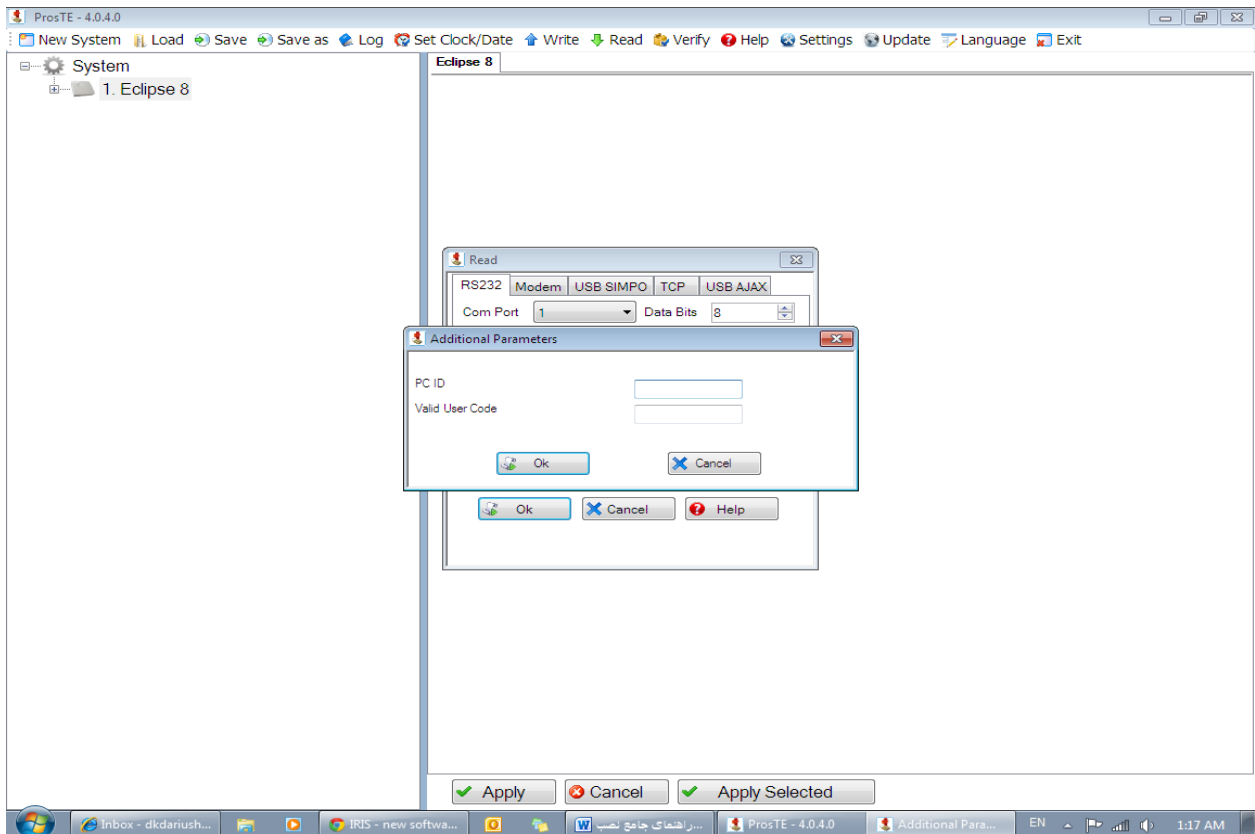 ProsTE - 4.0.4.0
New System Load Save Save as Log Set Clock/Date Write Read Verify Help Settings Update Language Exit
System
1. Eclipse 8
Eclipse 8
Read
RS232 Modem USB SIMPO TCP USB AJAX
Com Port 1 Data Bits 8
Additional Parameters
PC ID
Valid User Code
Ok Cancel
Ok Cancel Help
Apply Cancel Apply Selected
Inbox - dkdariush... IRIS - new softwa... راهنمای جامع نصب... ProsTE - 4.0.4.0 Additional Para... EN 1:17 AM